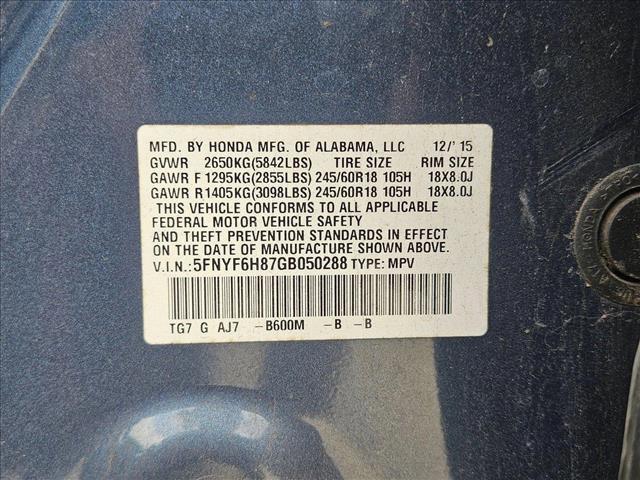 MFD. BY HONDA MFG. OF ALABAMA, LLC 12/'15
GVWR 2650KG(5842LBS) TIRE SIZE RIM SIZE
GAWR F 1295KG(2855LBS) 245/60R18 105H 18X8.0J
GAWR R 1405KG(3098LBS) 245/60R18 105H 18X8.0J
THIS VEHICLE CONFORMS TO ALL APPLICABLE
FEDERAL MOTOR VEHICLE SAFETY
AND THEFT PREVENTION STANDARDS IN EFFECT
ON THE DATE OF MANUFACTURE SHOWN ABOVE.
V.I.N.:5FNYF6H87GB050288 TYPE: MPV
TG7 G AJ7 -B600M -B -B
HONDA